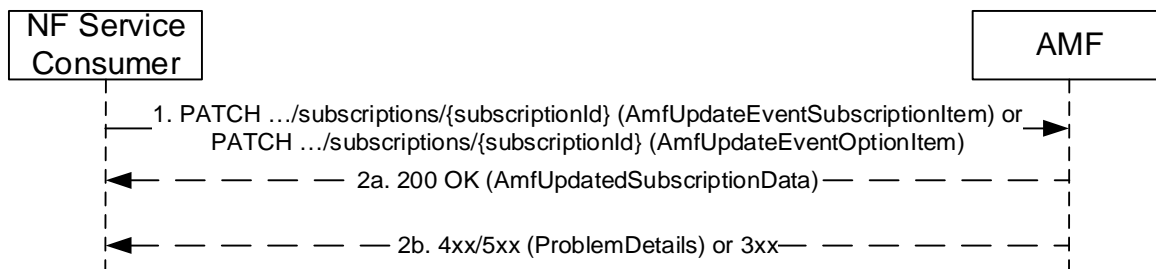 NF Service
Consumer
AMF
1. PATCH …/subscriptions/{subscriptionId} (AmfUpdateEventSubscriptionItem) or
PATCH …/subscriptions/{subscriptionId} (AmfUpdateEventOptionItem)
2a. 200 OK (AmfUpdatedSubscriptionData)
2b. 4xx/5xx (ProblemDetails) or 3xx